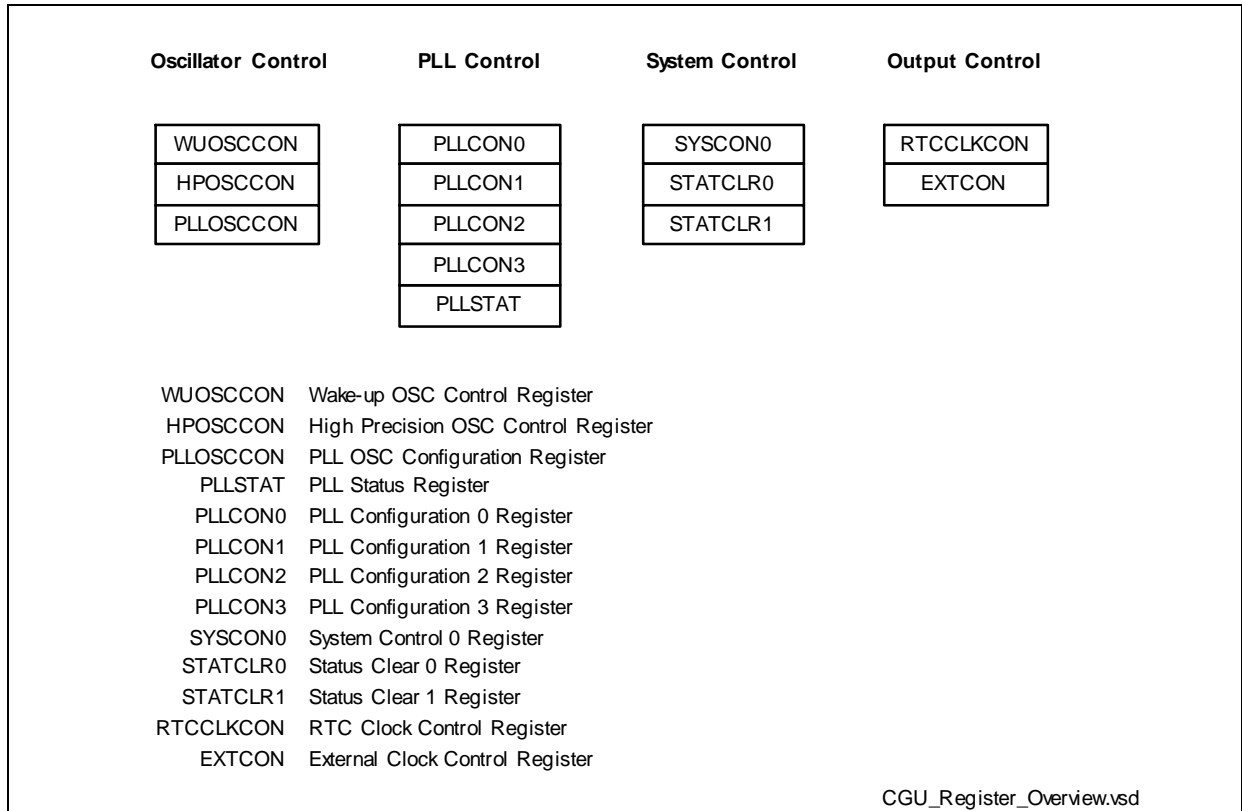 Oscillator Control PLL Control System Control Output Control
WUOSCCON PLLCON0 SYSCON0 RTCCLKCON
HPOSCCON PLLCON1 STATCLR0 EXTCON
PLLOSCCON PLLCON2 STATCLR1
PLLCON3
PLLSTAT
WUOSCCON Wake-up OSC Control Register
HPOSCCON High Precision OSC Control Register
PLLOSCCON PLL OSC Configuration Register
PLLSTAT PLL Status Register
PLLCON0 PLL Configuration 0 Register
PLLCON1 PLL Configuration 1 Register
PLLCON2 PLL Configuration 2 Register
PLLCON3 PLL Configuration 3 Register
SYSCON0 System Control 0 Register
STATCLR0 Status Clear 0 Register
STATCLR1 Status Clear 1 Register
RTCCLKCON RTC Clock Control Register
EXTCON External Clock Control Register
CGU_Register_Overview.vsd